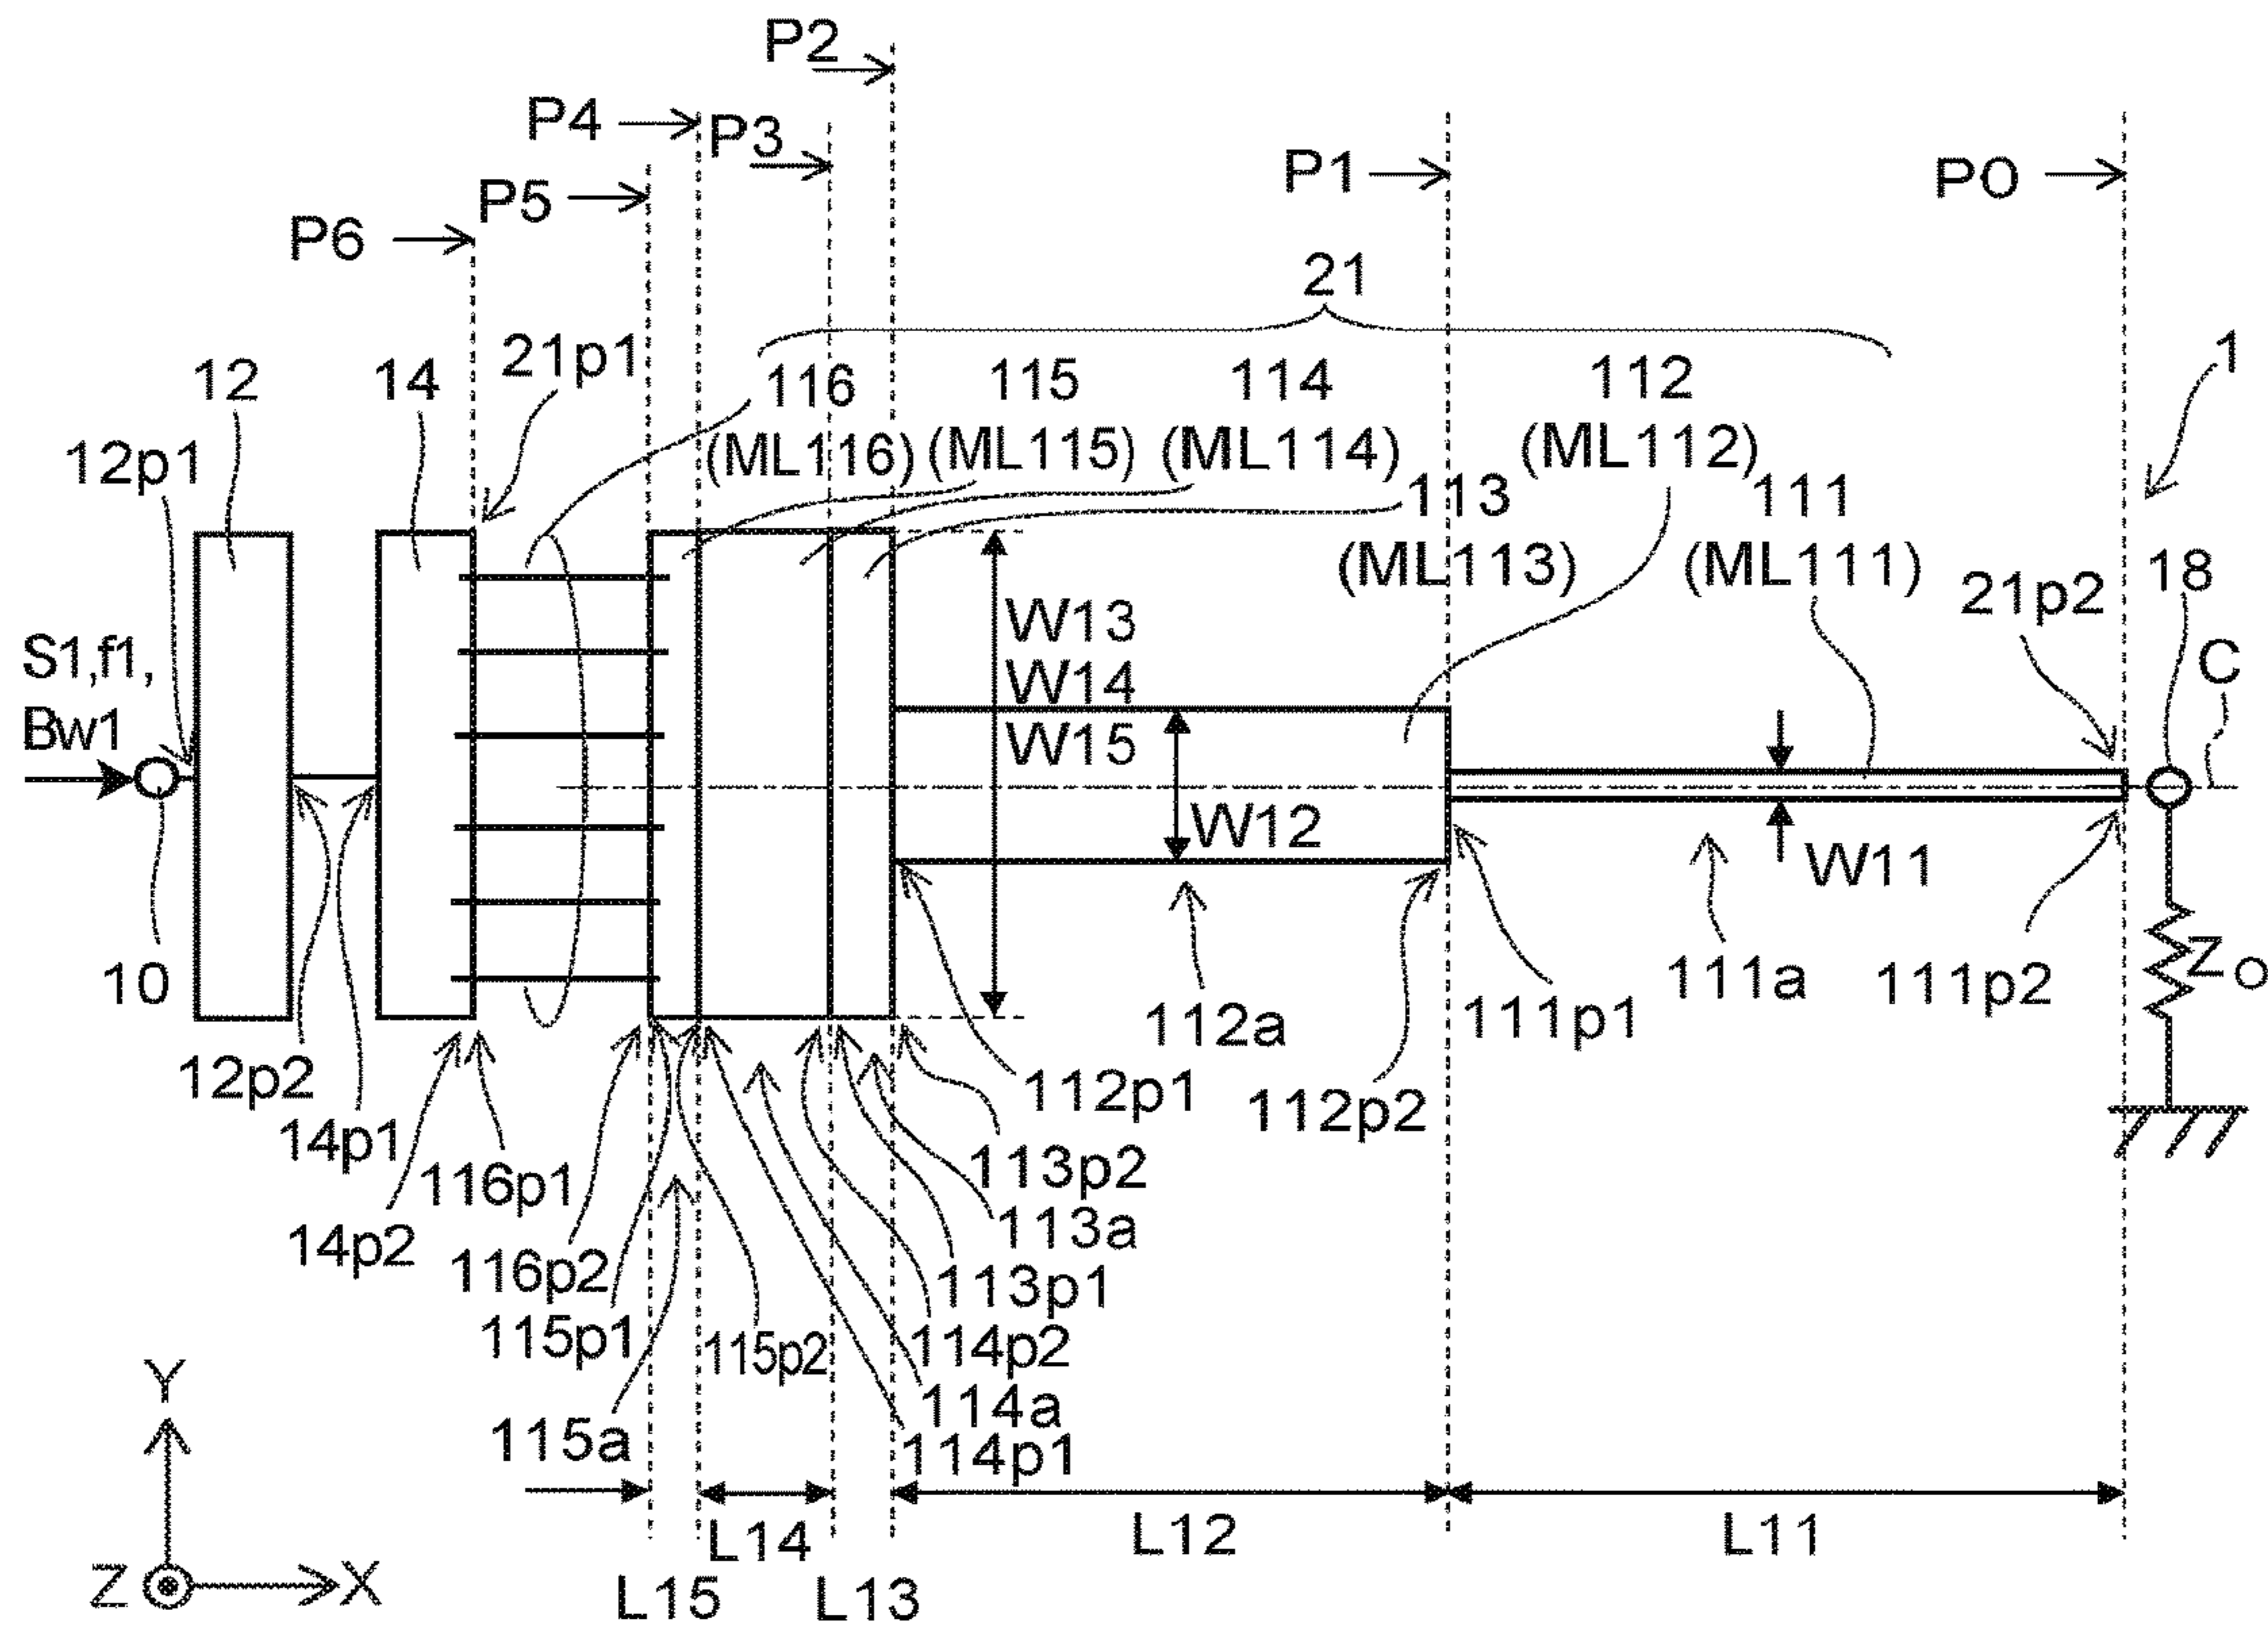 P2
P4
P3
P1
P0
P5
P6
21
1
21p1
12
14
116
115
114
112
(ML116)
(ML115)
(ML114)
(ML112)
12p1
113
111
(ML113)
(ML111)
18
21p2
W13
W14
W15
S1,f1,
Bw1
C
W12
W11
10
111a
111p2
Zo
112a
111p1
12p2
112p1
112p2
14p1
116p1
113p2
14p2
113a
116p2
113p1
115p1
115p2
114p2
114a
115a
114p1
Y
L14
L12
L11
Z
X
L15
L13